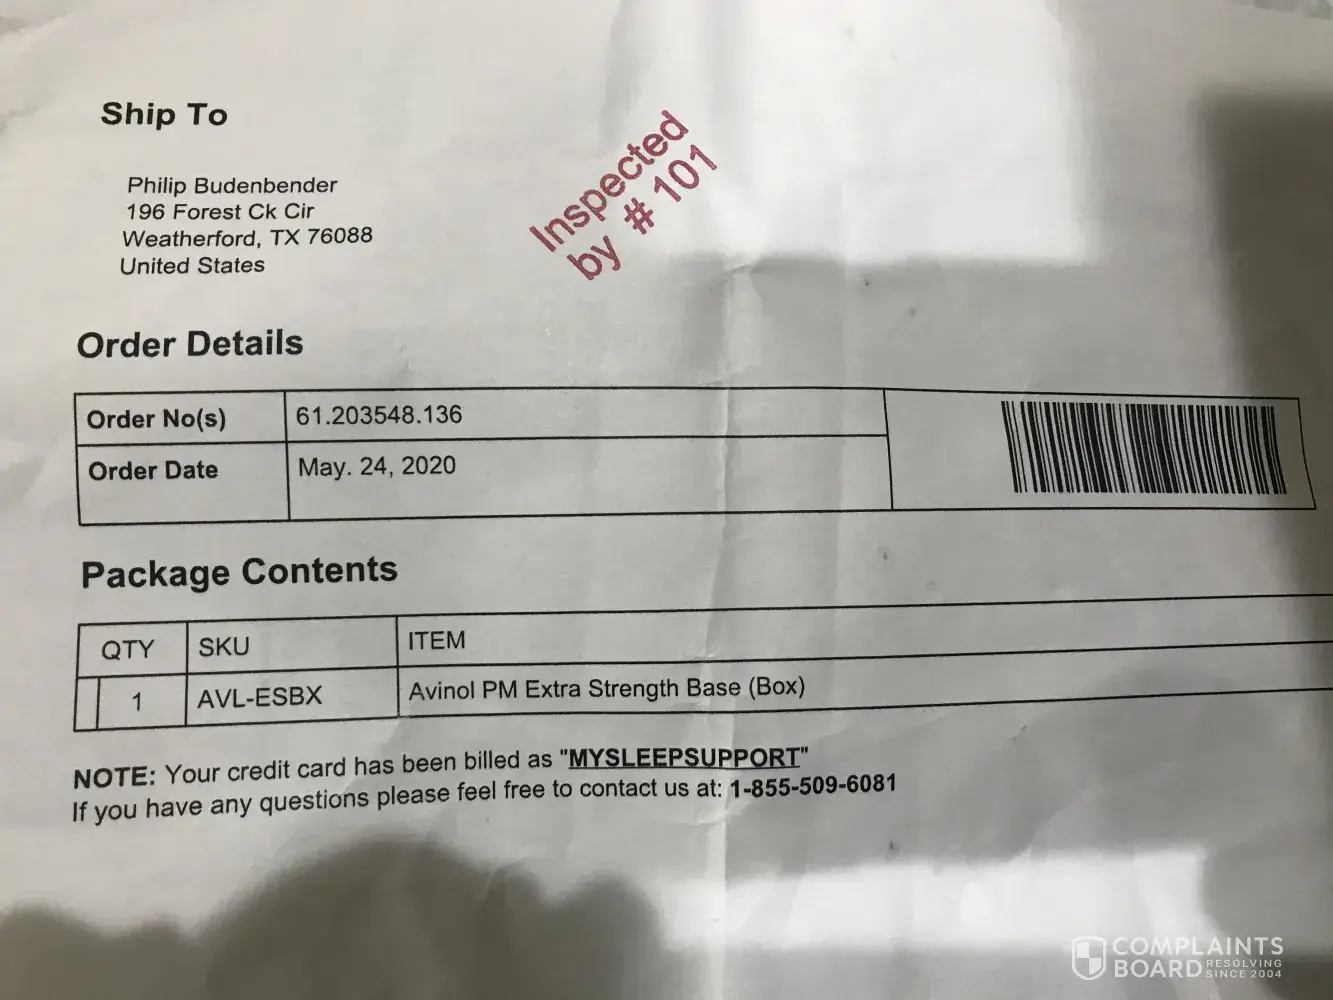 Ship To
Philip Budenbender
196 Forest Ck Cir
Weatherford, TX 76088
United States
Inspected
by # 101
Order Details
Order No(s) 61.203548.136
Order Date May. 24, 2020
Package Contents
QTY SKU ITEM
1 AVL-ESBX Avinol PM Extra Strength Base (Box)
NOTE: Your credit card has been billed as "MYSLEEPSUPPORT"
If you have any questions please feel free to contact us at: 1-855-509-6081
COMPLAINTS
BOARD RESOLVING
SINCE 2004